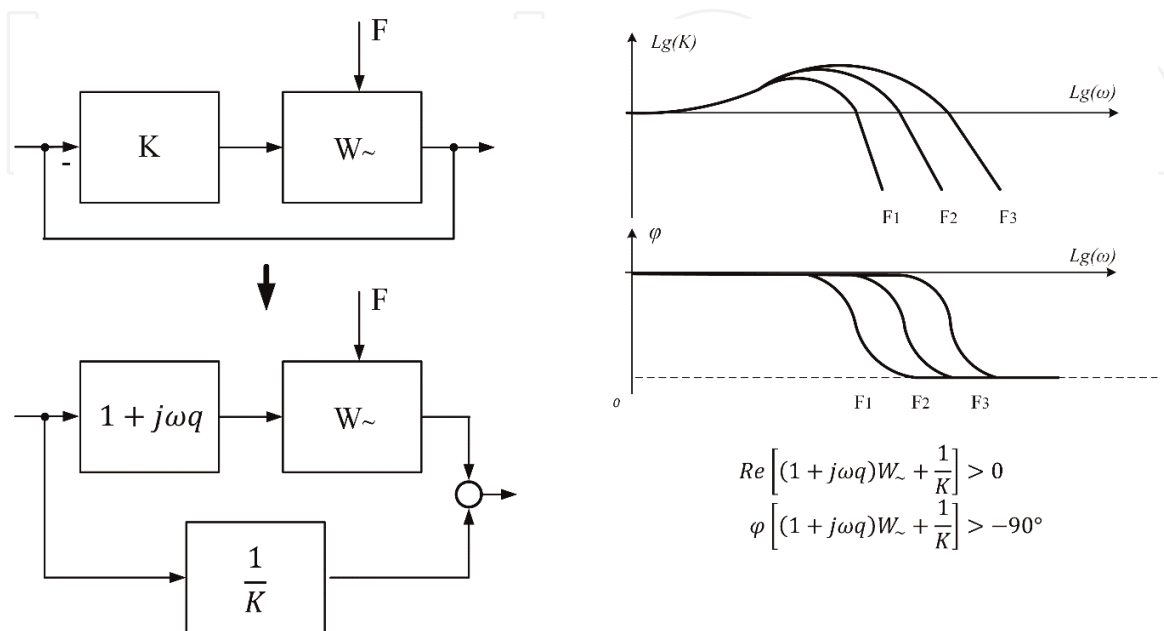 F
K
W~
-
F
1 + jωq
W~
1/K
Lg(K)
Lg(ω)
F1 F2 F3
φ
Lg(ω)
0
F1 F2 F3
Re [(1 + jωq)W~ + 1/K] > 0
φ [(1 + jωq)W~ + 1/K] > −90°